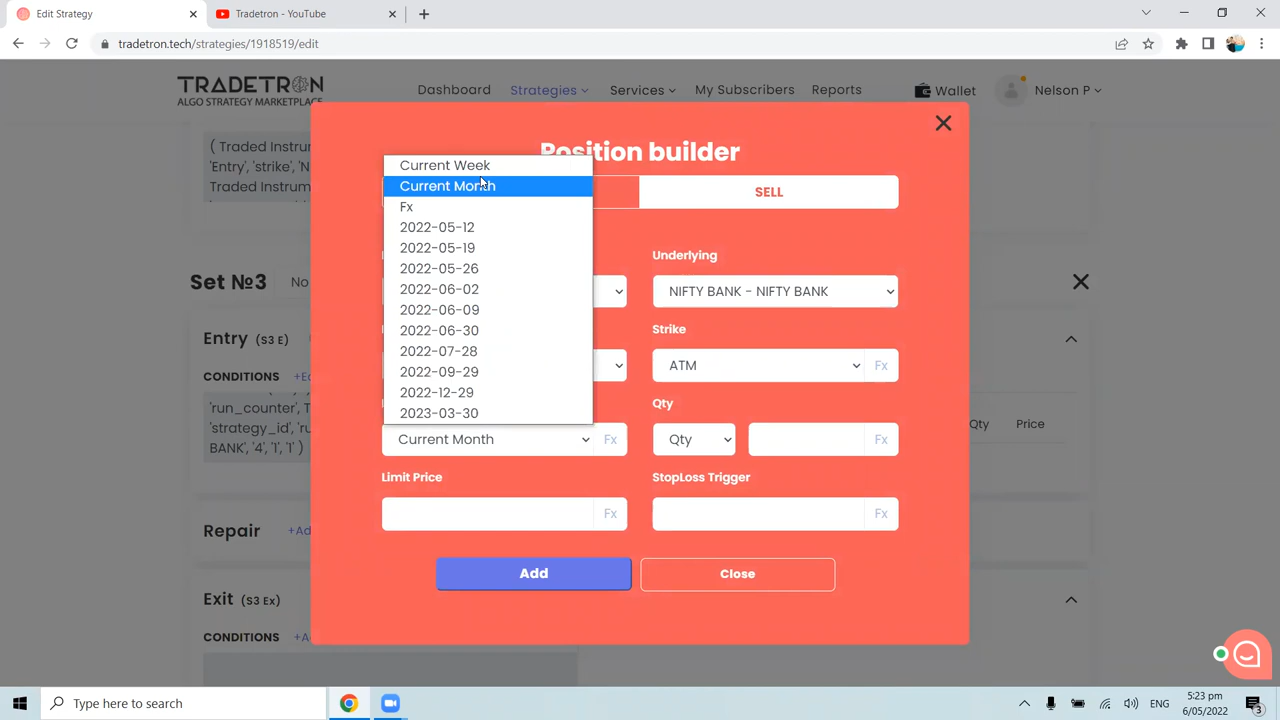 Edit Strategy
Tradetron - YouTube
tradetron.tech/strategies/1918519/edit
TRADETRON
ALGO STRATEGY MARKETPLACE
Dashboard
Strategies
Services
My Subscribers
Reports
Wallet
Nelson P
( Traded Instrum
'Entry','strike','N
Traded Instrum
Position builder
SELL
Current Week
Current Month
Fx
2022-05-12
2022-05-19
2022-05-26
2022-06-02
2022-06-09
2022-06-30
2022-07-28
2022-09-29
2022-12-29
2023-03-30
Underlying
NIFTY BANK - NIFTY BANK
Strike
ATM
Fx
Qty
Current Month
Fx
Qty
Fx
Limit Price
StopLoss Trigger
Fx
Fx
Add
Close
Set №3
No
Entry (S3 E)
CONDITIONS
'run_counter', T
'strategy_id', 'ru
BANK', '4', '1', '1' )
Qty
Price
Repair
+Ad
Exit (S3 Ex)
CONDITIONS
+A
Type here to search
ENG
5:23 pm
6/05/2022
3